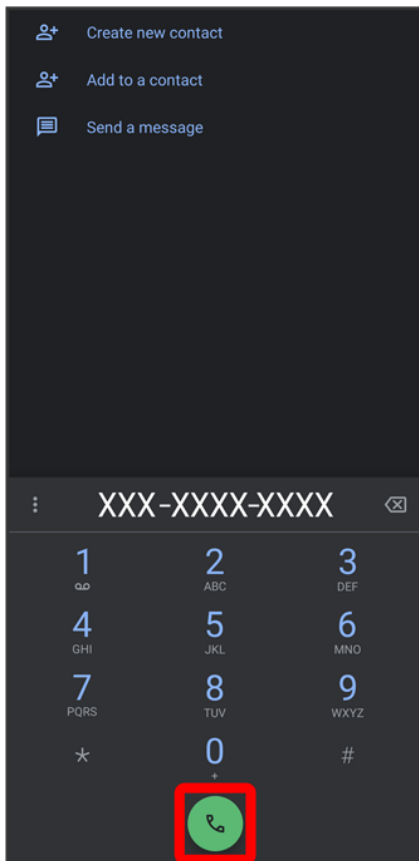 Create new contact
Add to a contact
Send a message
XXX-XXXX-XXXX
1 2 3
ABC DEF
4 5 6
GHI JKL MNO
7 8 9
PQRS TUV WXYZ
* 0 #
+